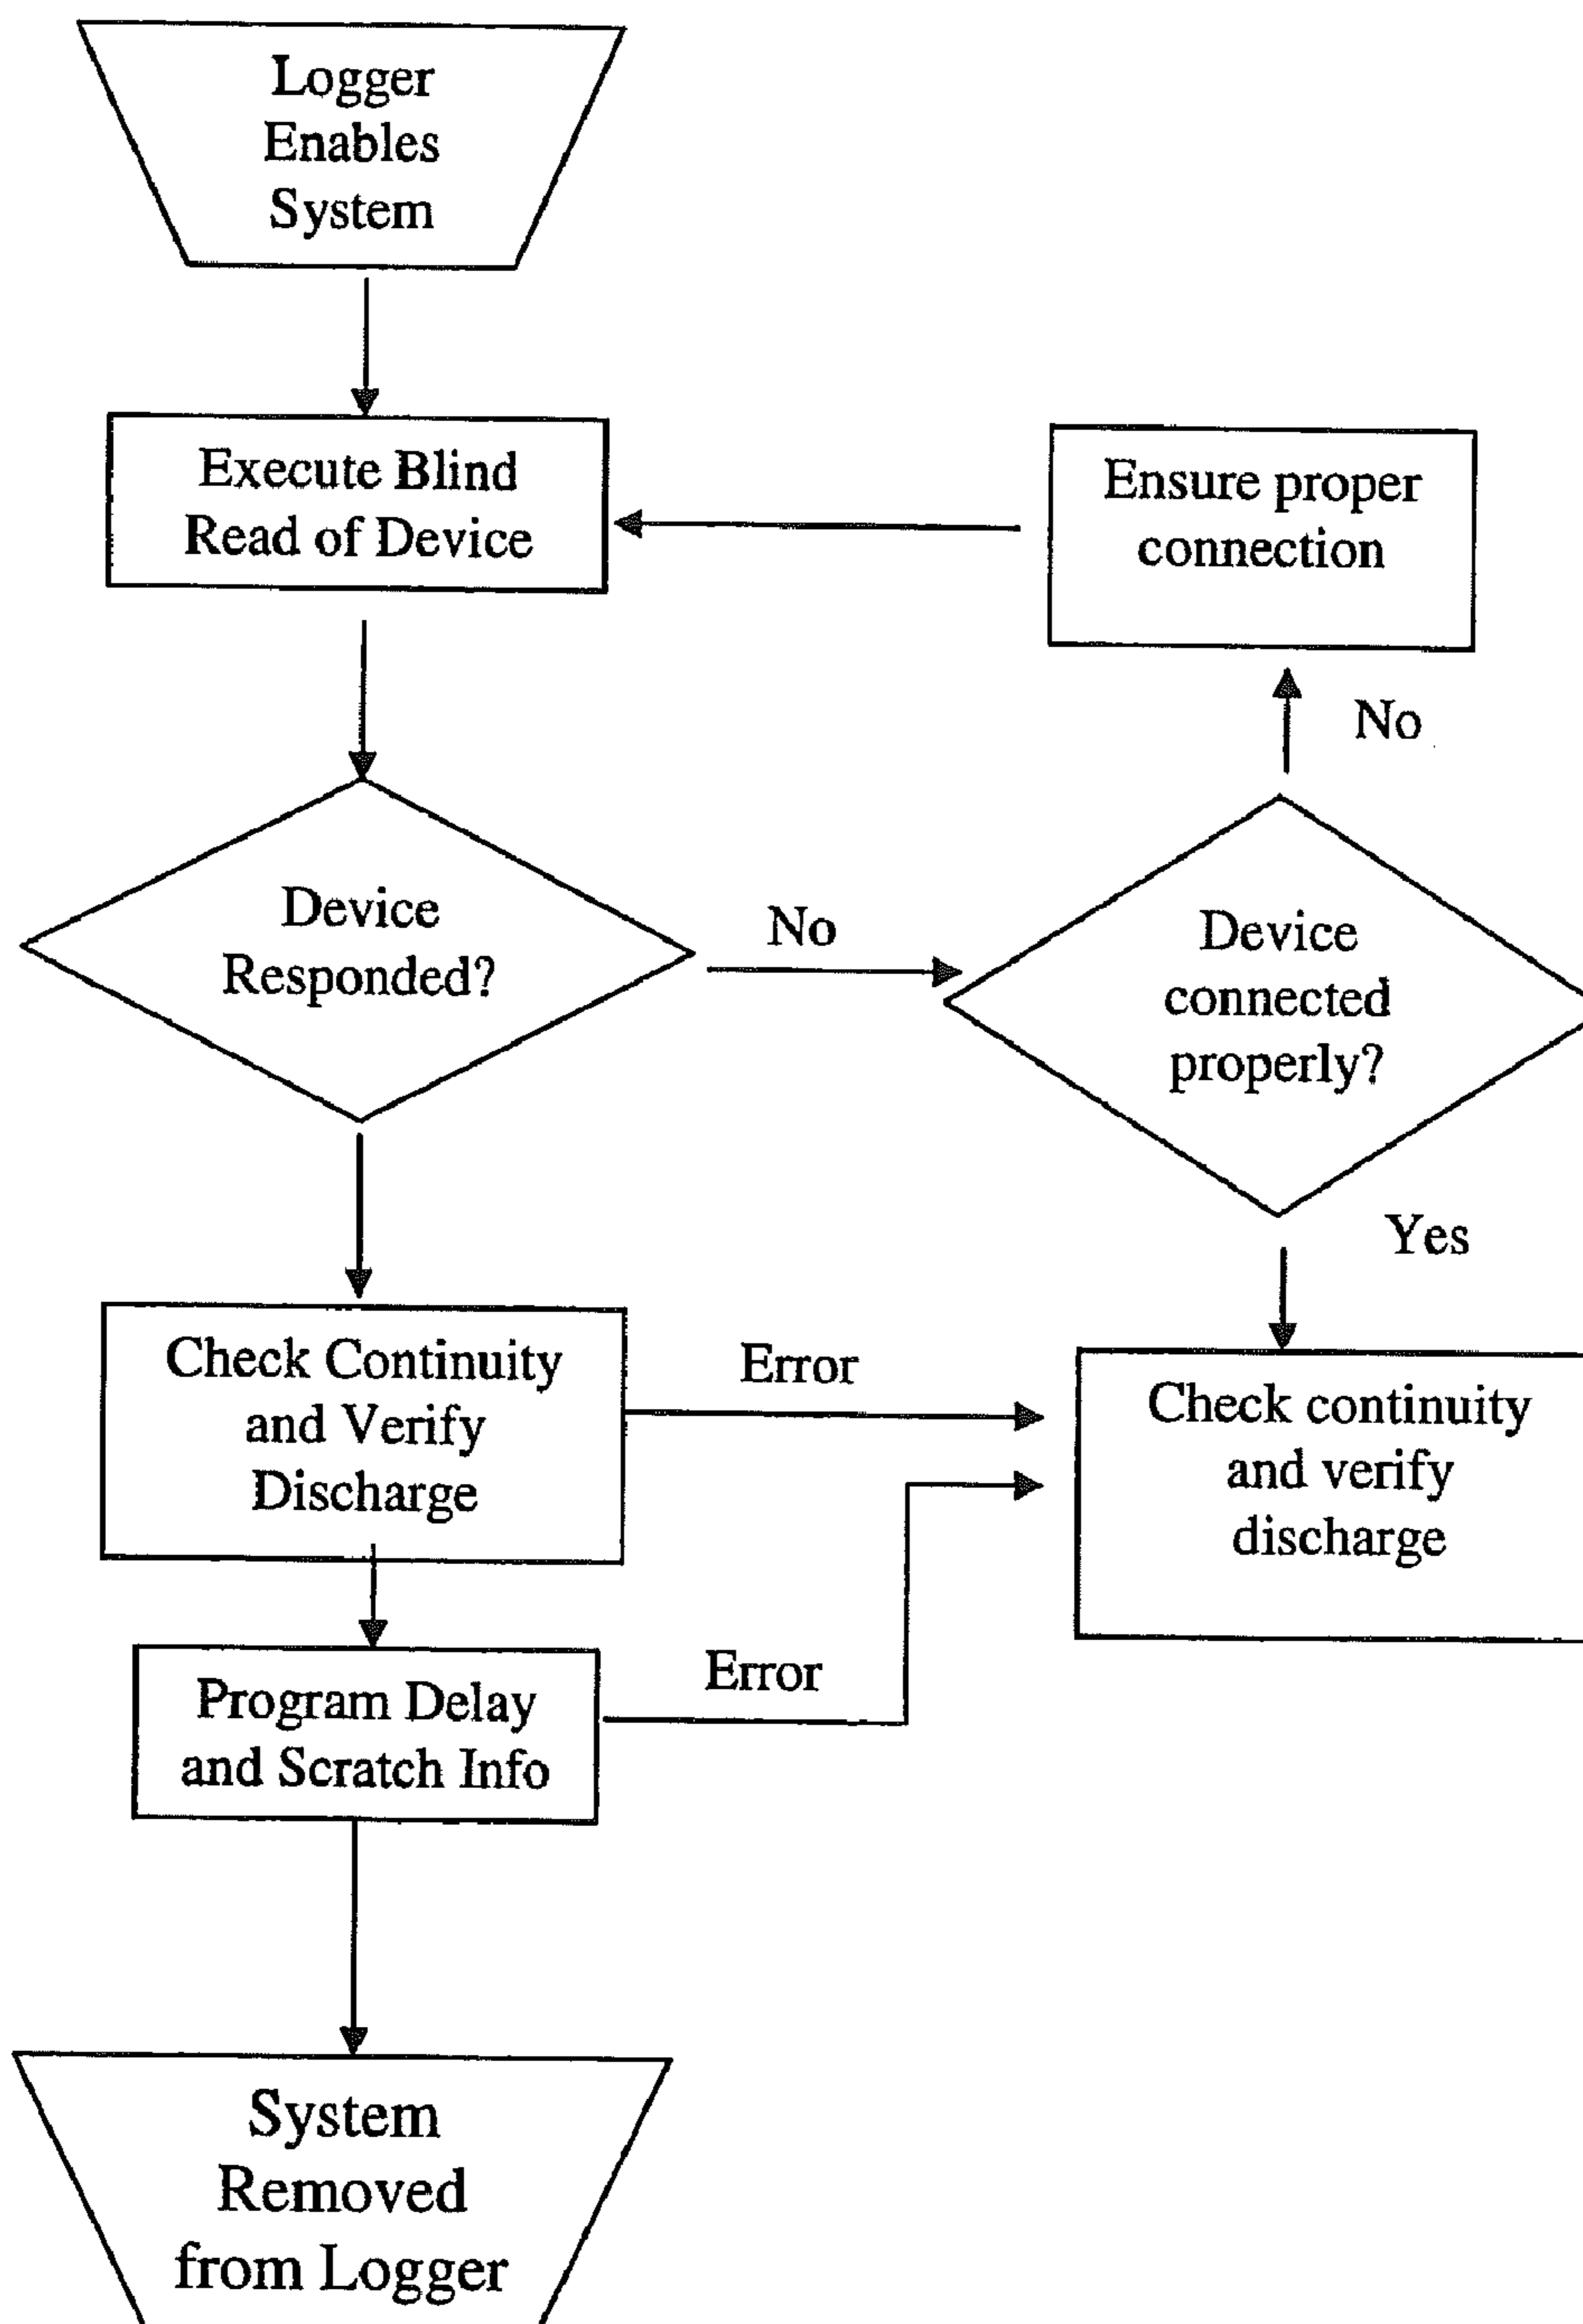 Logger
Enables
System
Execute Blind
Read of Device
Ensure proper
connection
No
Device
Responded?
No
Device
connected
properly?
Yes
Check Continuity
and Verify
Discharge
Error
Check continuity
and verify
discharge
Program Delay
and Scratch Info
Error
System
Removed
from Logger